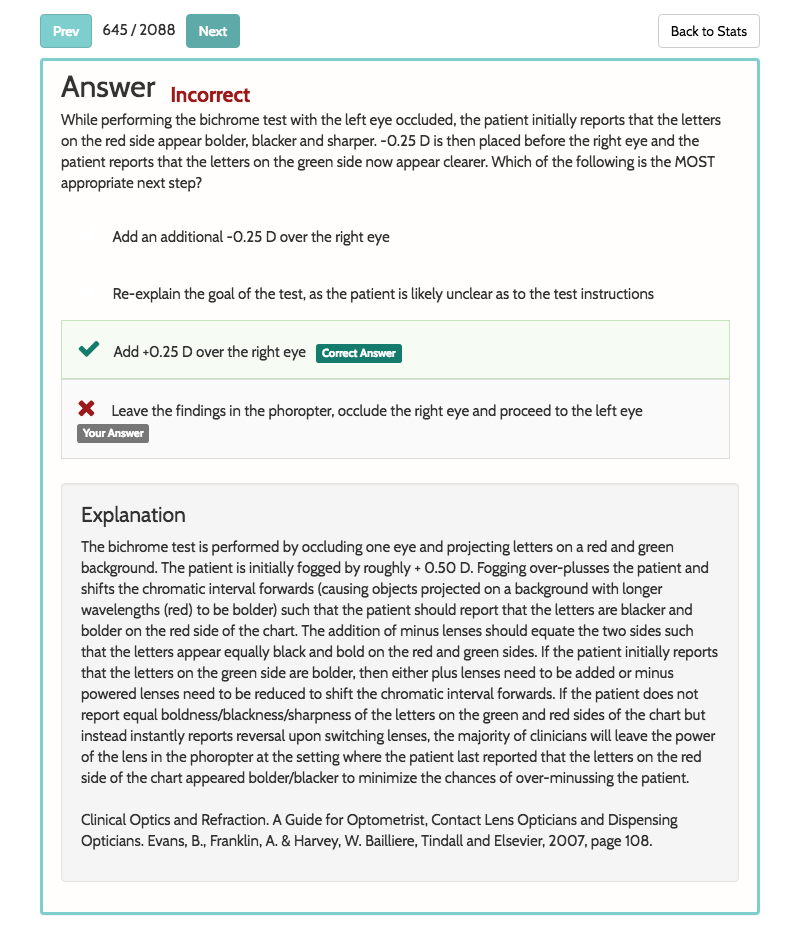 Prev 645 / 2088 Next Back to Stats
Answer Incorrect
While performing the bichrome test with the left eye occluded, the patient initially reports that the letters
on the red side appear bolder, blacker and sharper. -0.25 D is then placed before the right eye and the
patient reports that the letters on the green side now appear clearer. Which of the following is the MOST
appropriate next step?
Add an additional -0.25 D over the right eye
Re-explain the goal of the test, as the patient is likely unclear as to the test instructions
Add +0.25 D over the right eye Correct Answer
Leave the findings in the phoropter, occlude the right eye and proceed to the left eye
Your Answer
Explanation
The bichrome test is performed by occluding one eye and projecting letters on a red and green
background. The patient is initially fogged by roughly + 0.50 D. Fogging over-plusses the patient and
shifts the chromatic interval forwards (causing objects projected on a background with longer
wavelengths (red) to be bolder) such that the patient should report that the letters are blacker and
bolder on the red side of the chart. The addition of minus lenses should equate the two sides such
that the letters appear equally black and bold on the red and green sides. If the patient initially reports
that the letters on the green side are bolder, then either plus lenses need to be added or minus
powered lenses need to be reduced to shift the chromatic interval forwards. If the patient does not
report equal boldness/blackness/sharpness of the letters on the green and red sides of the chart but
instead instantly reports reversal upon switching lenses, the majority of clinicians will leave the power
of the lens in the phoropter at the setting where the patient last reported that the letters on the red
side of the chart appeared bolder/blacker to minimize the chances of over-minussing the patient.
Clinical Optics and Refraction. A Guide for Optometrist, Contact Lens Opticians and Dispensing
Opticians. Evans, B., Franklin, A. & Harvey, W. Bailliere, Tindall and Elsevier, 2007, page 108.